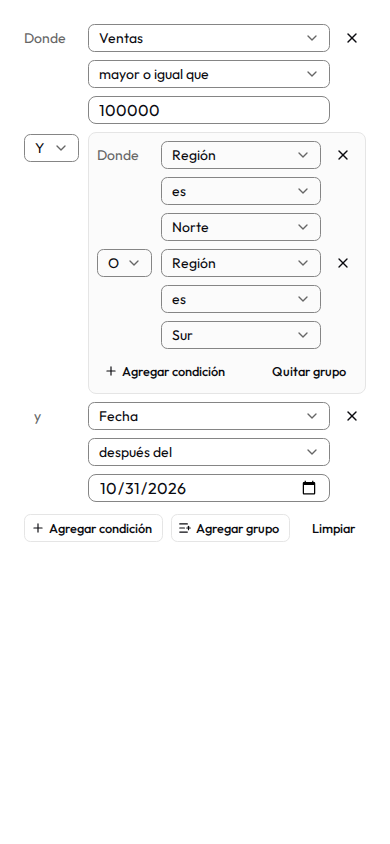 Donde Ventas
mayor o igual que
100000
Y Donde Región
es
Norte
O Región
es
Sur
Agregar condición Quitar grupo
y Fecha
después del
10/31/2026
Agregar condición Agregar grupo Limpiar